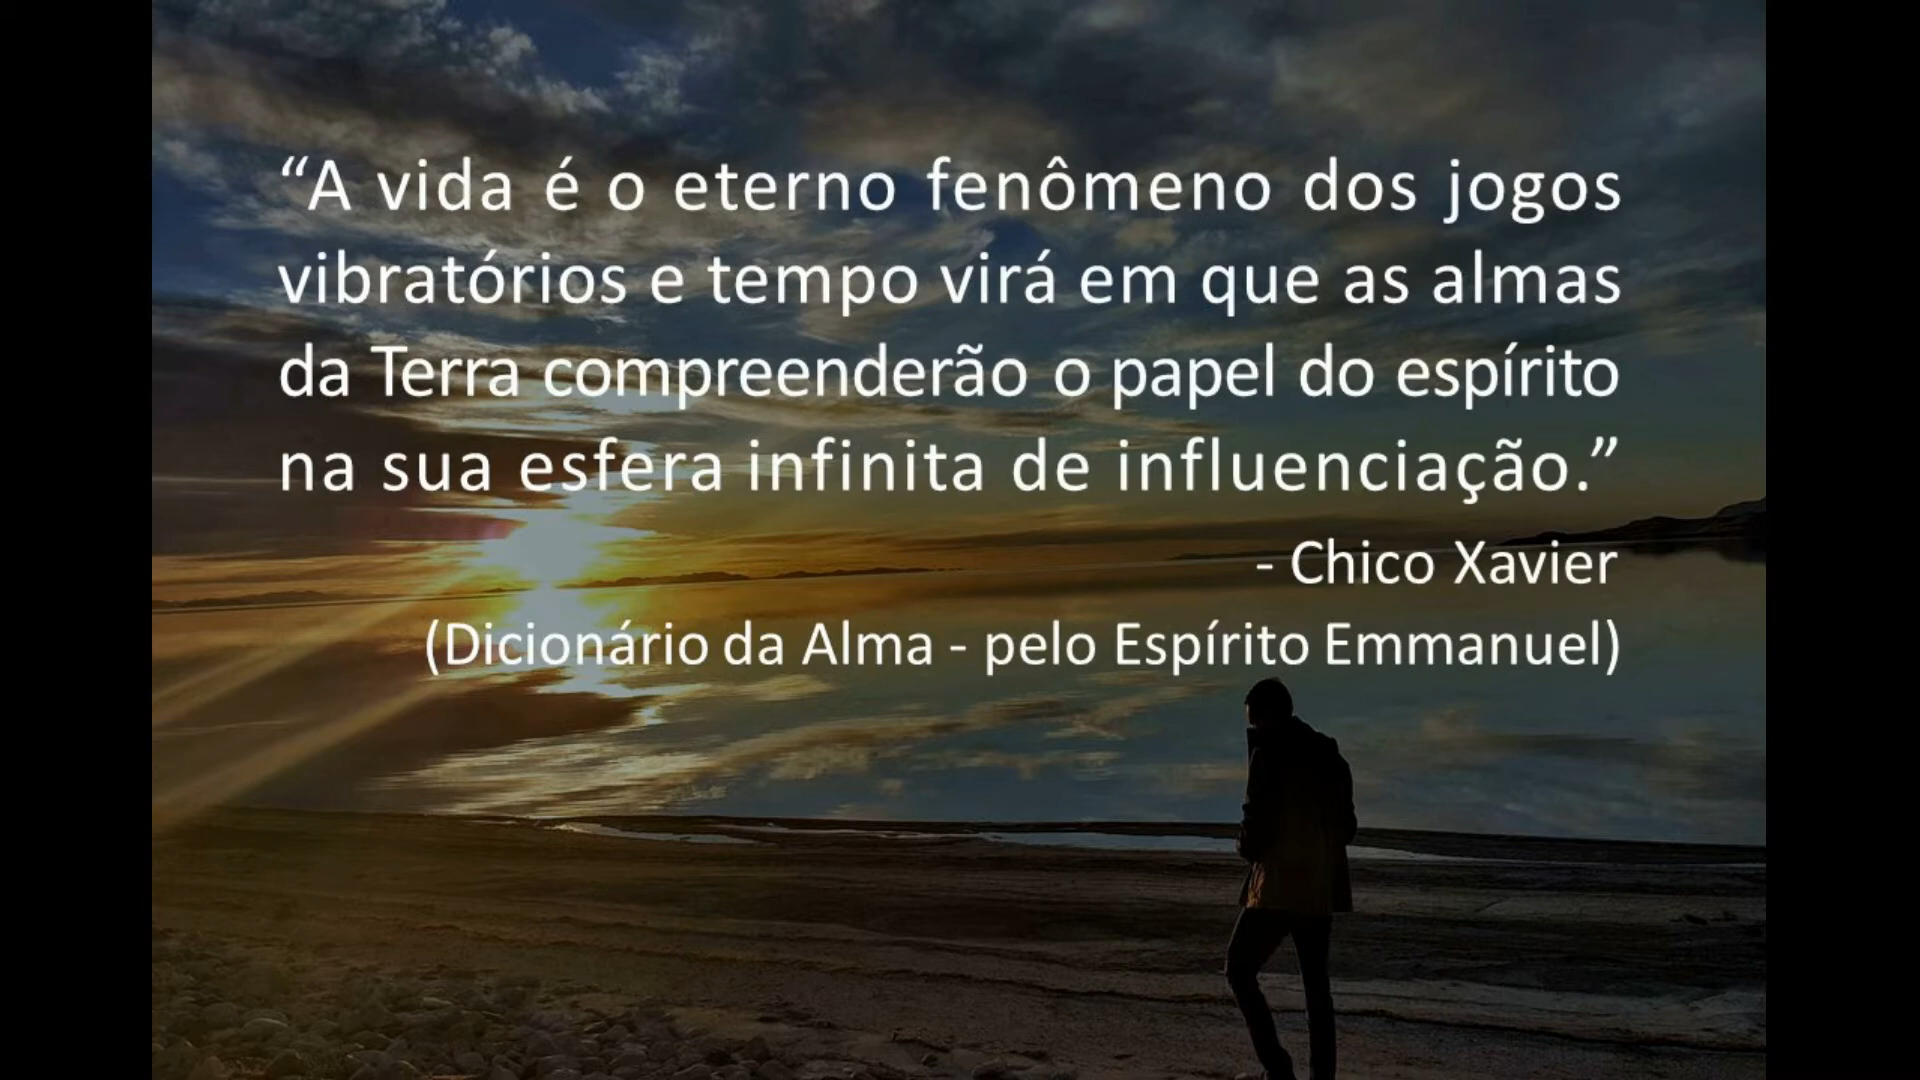 “A vida é o eterno fenômeno dos jogos
vibratórios e tempo virá em que as almas
da Terra compreenderão o papel do espírito
na sua esfera infinita de influenciação.”
- Chico Xavier
(Dicionário da Alma - pelo Espírito Emmanuel)